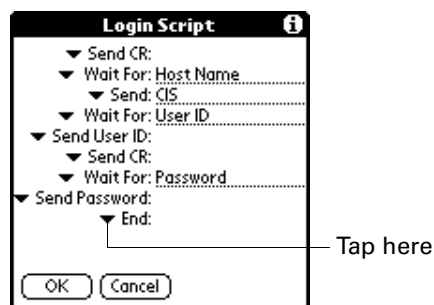 Login Script i
Send CR:
Wait For: Host Name
Send: CIS
Wait For: User ID
Send User ID:
Send CR:
Wait For: Password
Send Password:
End:
Tap here
OK Cancel